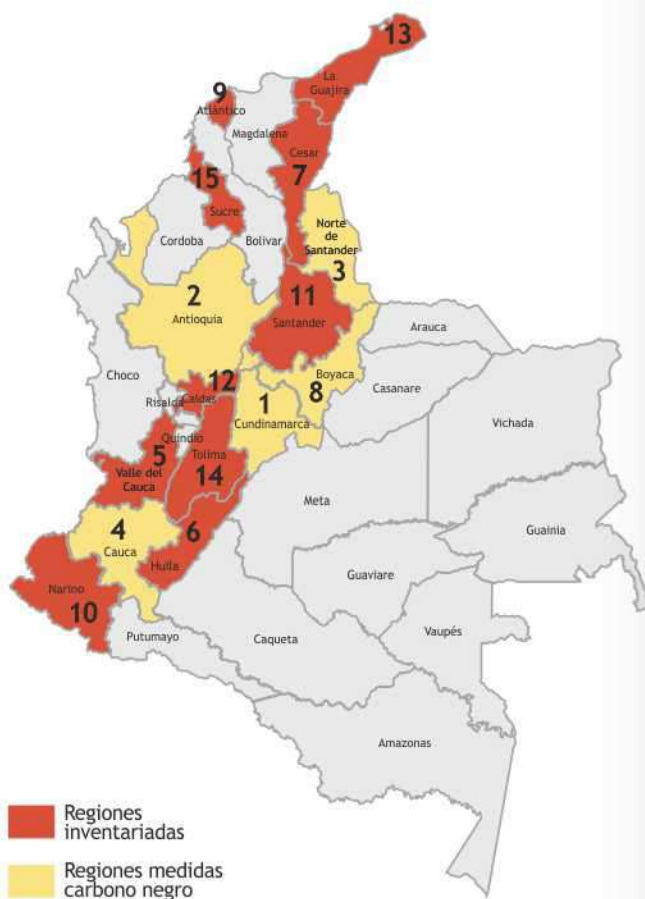 13
La
Guajira
9
Atlántico
Magdalena
Cesar
7
15
Sucre
Cordoba
Bolivar
Norte
de
Santander
3
2
Antioquia
11
Santander
Arauca
Choco
12
Caldas
Risalda
Boyaca
8
1
Cundinamarca
Casanare
Vichada
Quindio
5
Valle del
Cauca
Tolima
14
Meta
4
Cauca
6
Huila
Guainia
Guaviare
Narino
10
Putumayo
Caqueta
Vaupés
Amazonas
Regiones
inventariadas
Regiones medidas
carbono negro